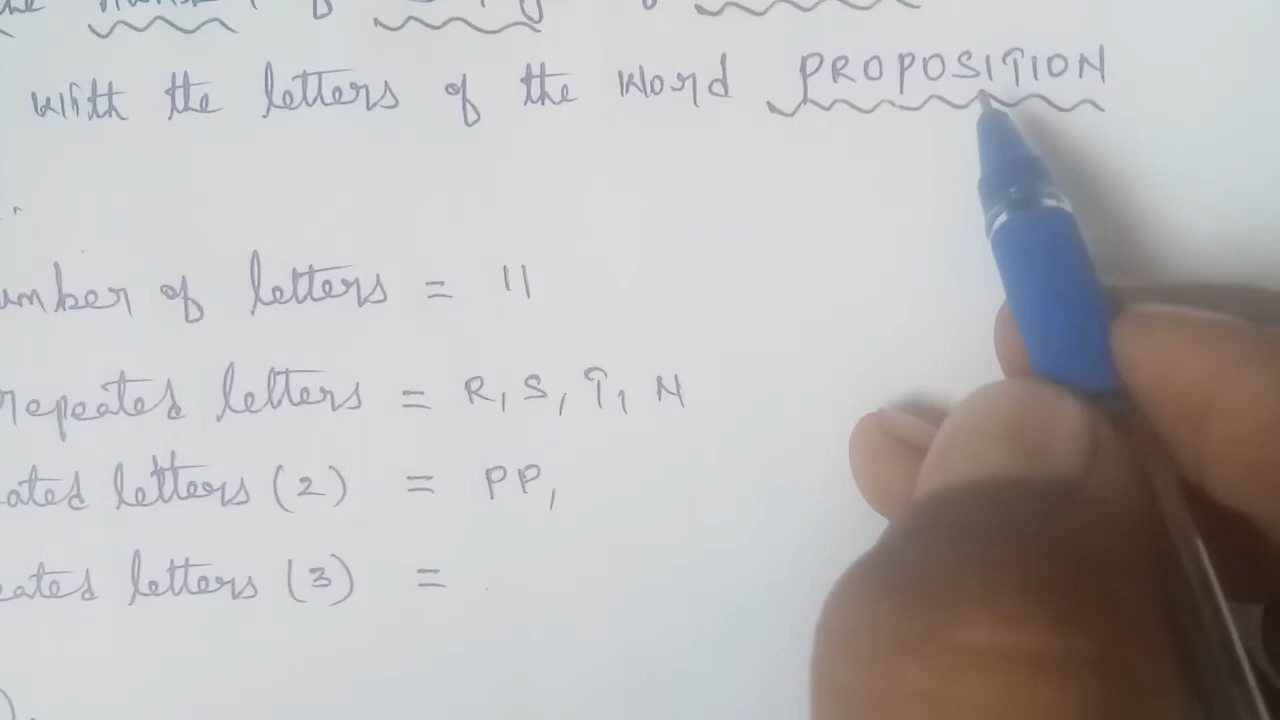 the
with the letters of the word PROPOSITION
umber of letters = 11
repeated letters = R, S, T, N
ated letters (2) = PP,
eated letters (3) =